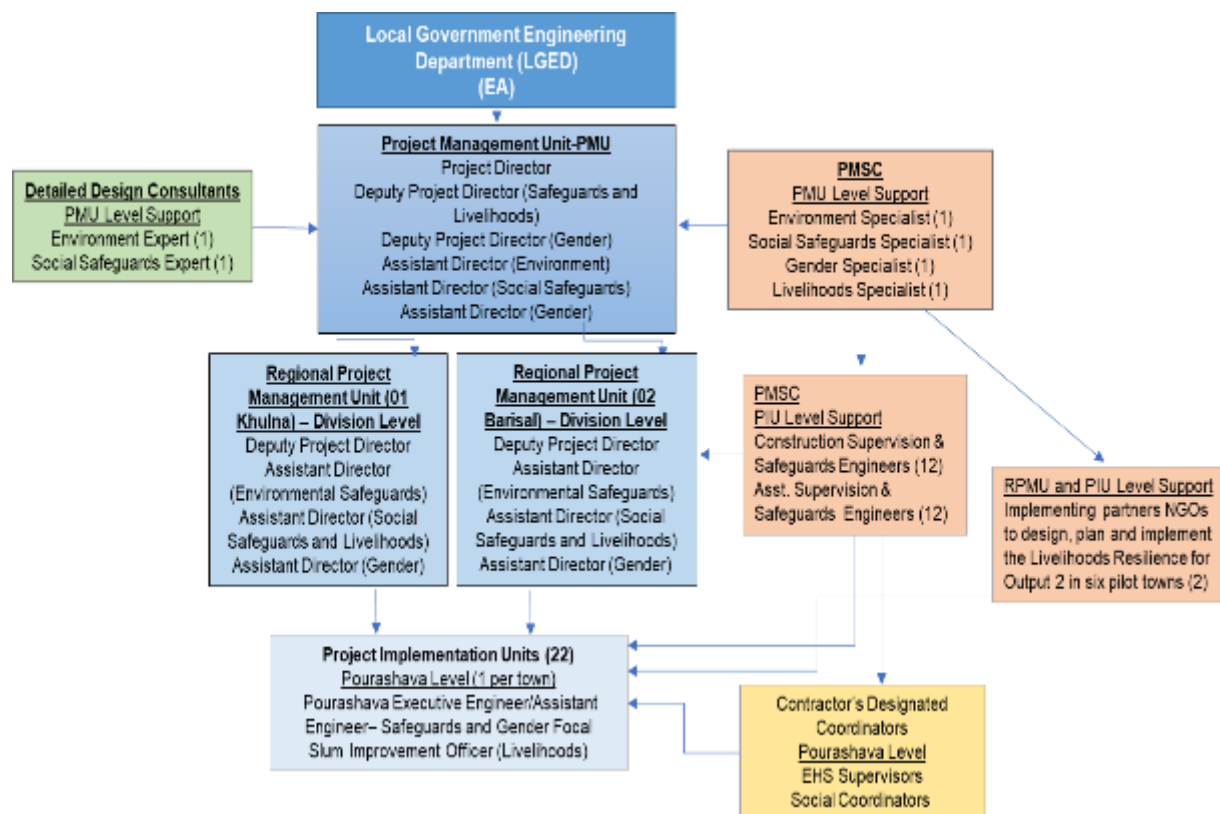 Local Government Engineering
Department (LGED)
(EA)
Project Management Unit-PMU
Project Director
Deputy Project Director (Safeguards and
Livelihoods)
Deputy Project Director (Gender)
Assistant Director (Environment)
Assistant Director (Social Safeguards)
Assistant Director (Gender)
Detailed Design Consultants
PMU Level Support
Environment Expert (1)
Social Safeguards Expert (1)
PMSC
PMU Level Support
Environment Specialist (1)
Social Safeguards Specialist (1)
Gender Specialist (1)
Livelihoods Specialist (1)
Regional Project
Management Unit (01
Khulna) – Division Level
Deputy Project Director
Assistant Director
(Environmental Safeguards)
Assistant Director (Social
Safeguards and Livelihoods)
Assistant Director (Gender)
Regional Project
Management Unit (02
Barisal) – Division Level
Deputy Project Director
Assistant Director
(Environmental Safeguards)
Assistant Director (Social
Safeguards and Livelihoods)
Assistant Director (Gender)
PMSC
PIU Level Support
Construction Supervision &
Safeguards Engineers (12)
Asst. Supervision &
Safeguards Engineers (12)
RPMU and PIU Level Support
Implementing partners NGOs
to design, plan and implement
the Livelihoods Resilience for
Output 2 in six pilot towns (2)
Project Implementation Units (22)
Pourashava Level (1 per town)
Pourashava Executive Engineer/Assistant
Engineer– Safeguards and Gender Focal
Slum Improvement Officer (Livelihoods)
Contractor's Designated
Coordinators
Pourashava Level
EHS Supervisors
Social Coordinators